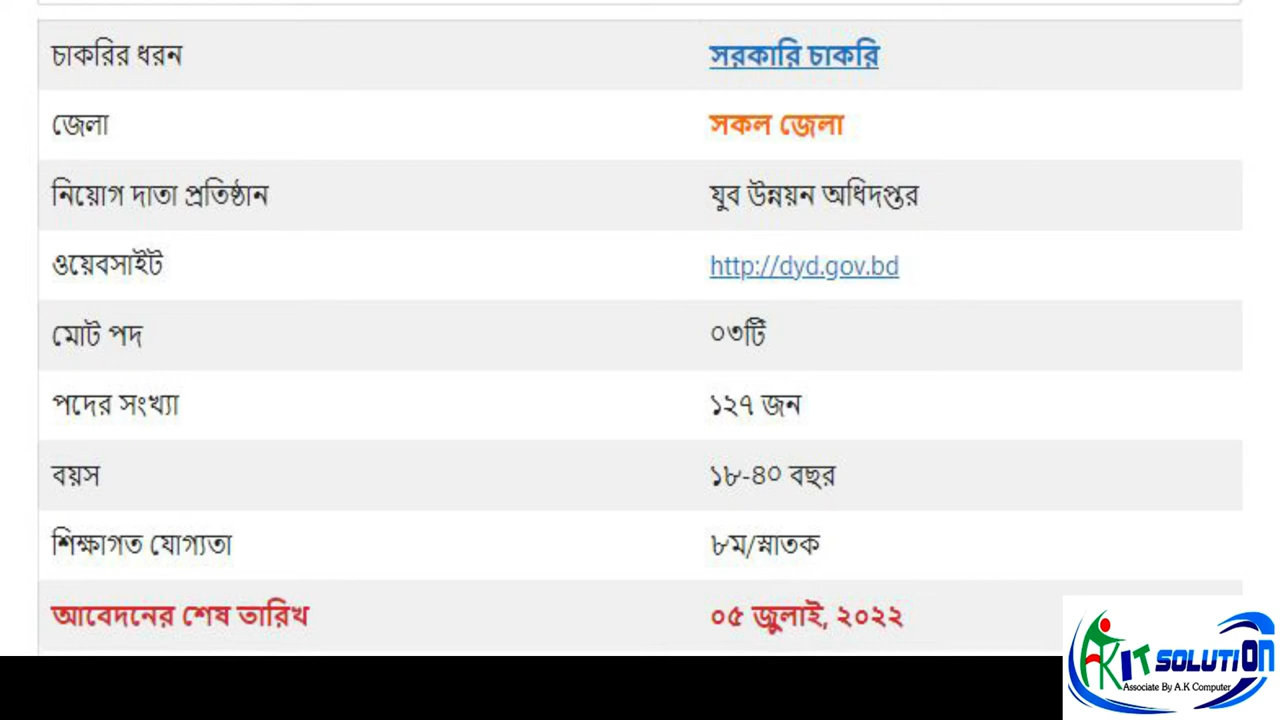 চাকরির ধরন সরকারি চাকরি
জেলা সকল জেলা
নিয়োগ দাতা প্রতিষ্ঠান যুব উন্নয়ন অধিদপ্তর
ওয়েবসাইট http://dyd.gov.bd
মোট পদ ০৩টি
পদের সংখ্যা ১২৭ জন
বয়স ১৮-৪০ বছর
শিক্ষাগত যোগ্যতা ৮ম/স্নাতক
আবেদনের শেষ তারিখ ০৫ জুলাই, ২০২২
AK IT SOLUTION
Associate By A.K Computer